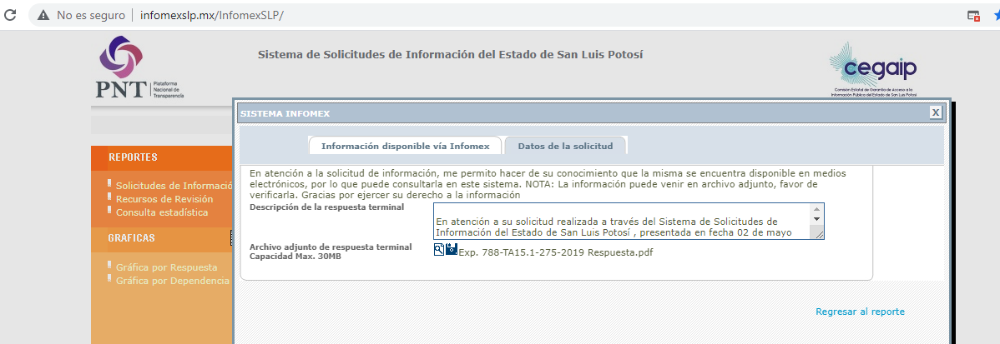 No es seguro | infomexslp.mx/InfomexSLP/
PNT
Plataforma
Nacional de
Transparencia
Sistema de Solicitudes de Información del Estado de San Luis Potosí
cegaip
Comisión Estatal de Garantía de Acceso a la
Información Pública del Estado de San Luis Potosí
SISTEMA INFOMEX
X
REPORTES
Solicitudes de Informació
Recursos de Revisión
Consulta estadística
GRAFICAS
Gráfica por Respuesta
Gráfica por Dependencia
Información disponible vía Infomex
Datos de la solicitud
En atención a la solicitud de información, me permito hacer de su conocimiento que la misma se encuentra disponible en medios
electrónicos, por lo que puede consultarla en este sistema. NOTA: La información puede venir en archivo adjunto, favor de
verificarla. Gracias por ejercer su derecho a la información
Descripción de la respuesta terminal
En atención a su solicitud realizada a través del Sistema de Solicitudes de
Información del Estado de San Luis Potosí , presentada en fecha 02 de mayo
Archivo adjunto de respuesta terminal
Capacidad Max. 30MB
Exp. 788-TA15.1-275-2019 Respuesta.pdf
Regresar al reporte